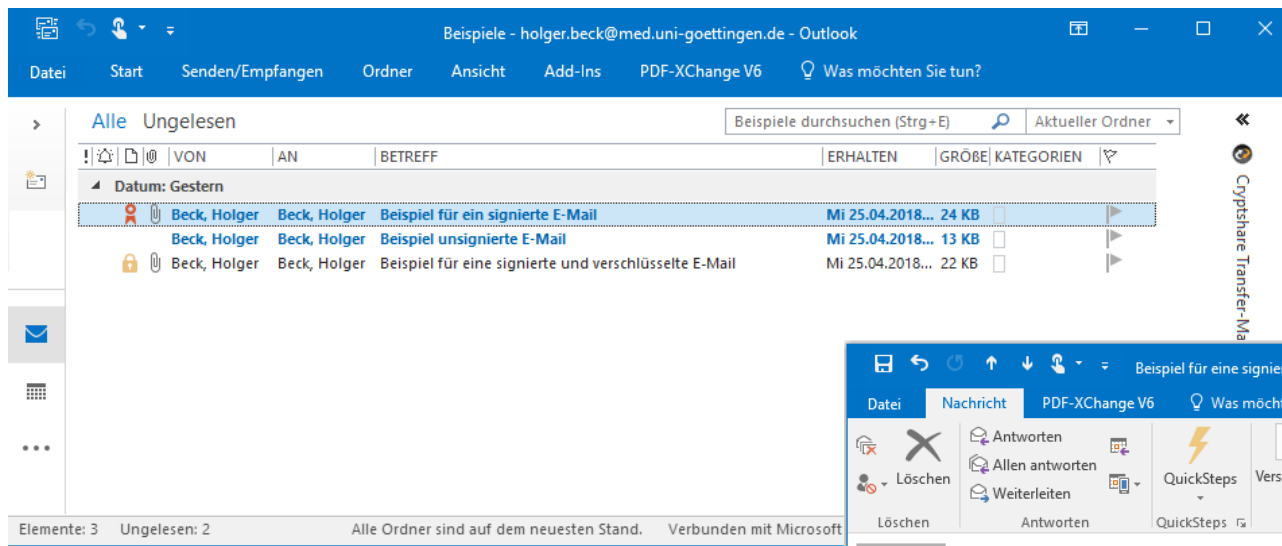 Beispiele - holger.beck@med.uni-goettingen.de - Outlook
Datei Start Senden/Empfangen Ordner Ansicht Add-Ins PDF-XChange V6 Was möchten Sie tun?
Alle Ungelesen Beispiele durchsuchen (Strg+E) Aktueller Ordner
! VON AN BETREFF ERHALTEN GRÖßE KATEGORIEN
Datum: Gestern
Beck, Holger Beck, Holger Beispiel für ein signierte E-Mail Mi 25.04.2018... 24 KB
Beck, Holger Beck, Holger Beispiel unsignierte E-Mail Mi 25.04.2018... 13 KB
Beck, Holger Beck, Holger Beispiel für eine signierte und verschlüsselte E-Mail Mi 25.04.2018... 22 KB
Cryptshare Transfer-Ma
Beispiel für eine signie
Datei Nachricht PDF-XChange V6 Was möcht
Antworten
Allen antworten
Weiterleiten
Löschen
QuickSteps
Vers
Löschen Antworten QuickSteps
Elemente: 3 Ungelesen: 2 Alle Ordner sind auf dem neuesten Stand. Verbunden mit Microsoft